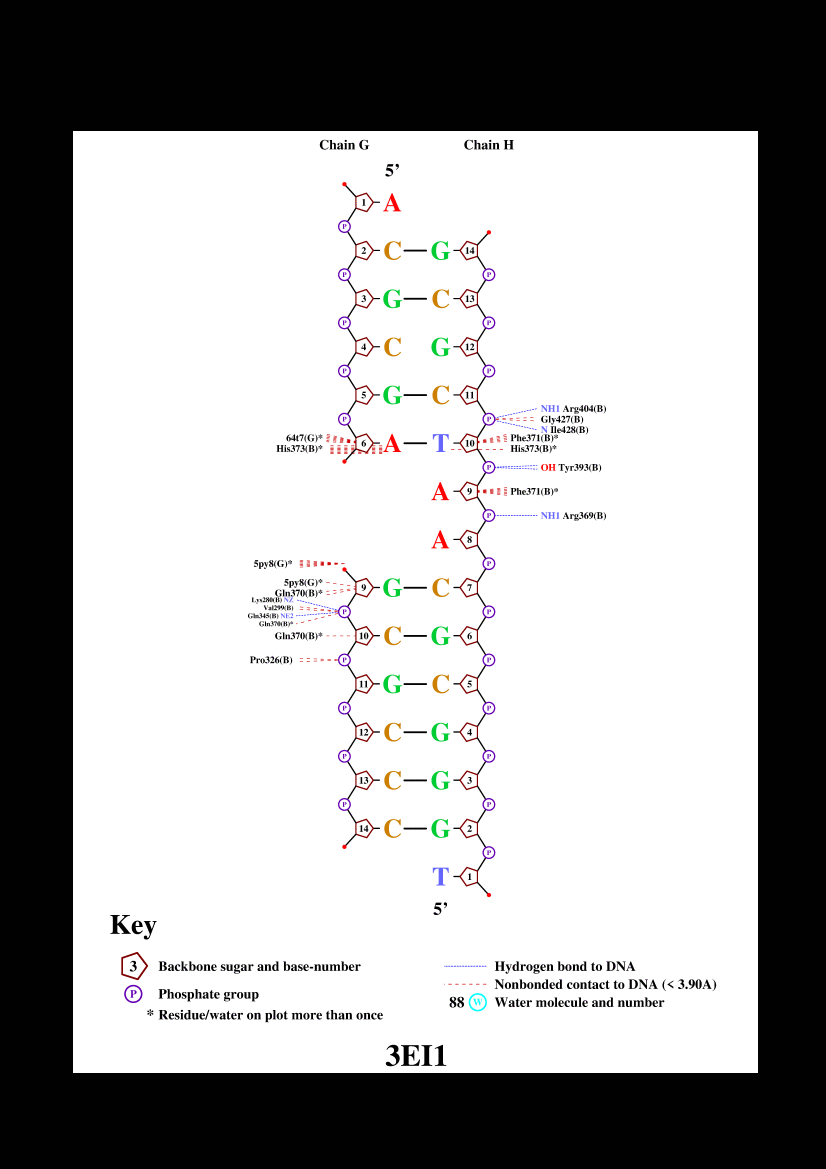 Chain G Chain H
5’
1 A
P
2 C G 14
P P
3 G C 13
P P
4 C G 12
P P
5 G C 11
NH1 Arg404(B)
P P Gly427(B)
N Ile428(B)
64t7(G)* 6 A T 10 Phe371(B)*
His373(B)* His373(B)*
P OH Tyr393(B)
A 9 Phe371(B)*
P NH1 Arg369(B)
A 8
5py8(G)* P
5py8(G)* 9 G C 7
Gln370(B)*
Lys280(B) NZ
Val299(B) P P
Gln345(B) NE2
Gln370(B)*
Gln370(B)* 10 C G 6
Pro326(B) P P
11 G C 5
P P
12 C G 4
P P
13 C G 3
P P
14 C G 2
P
T 1
5’
Key
3 Backbone sugar and base-number
P Phosphate group
* Residue/water on plot more than once
Hydrogen bond to DNA
Nonbonded contact to DNA (< 3.90A)
88 W Water molecule and number
3EI1